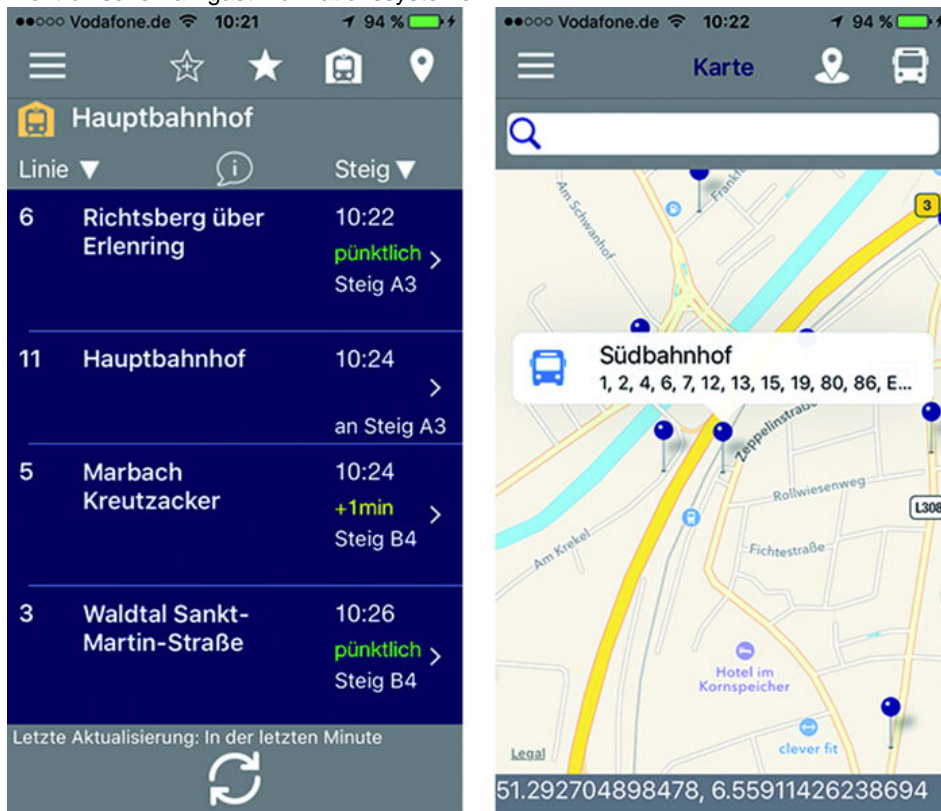 Vodafone.de 10:21 94 %
Hauptbahnhof
Linie Steig
6 Richtsberg über 10:22
Erlenring pünktlich
Steig A3
11 Hauptbahnhof 10:24
an Steig A3
5 Marbach 10:24
Kreutzacker +1min
Steig B4
3 Waldtal Sankt- 10:26
Martin-Straße pünktlich
Steig B4
Letzte Aktualisierung: In der letzten Minute
Vodafone.de 10:22 94 %
Karte
Am Schwanhof
3
Südbahnhof
1, 2, 4, 6, 7, 12, 13, 15, 19, 80, 86, E...
Zeppelinstraße
Rollwiesenweg
L308
Am Krekel
Fichtestraße
Hotel im
Kornspeicher
clever fit
Legal
51.292704898478, 6.55911426238694